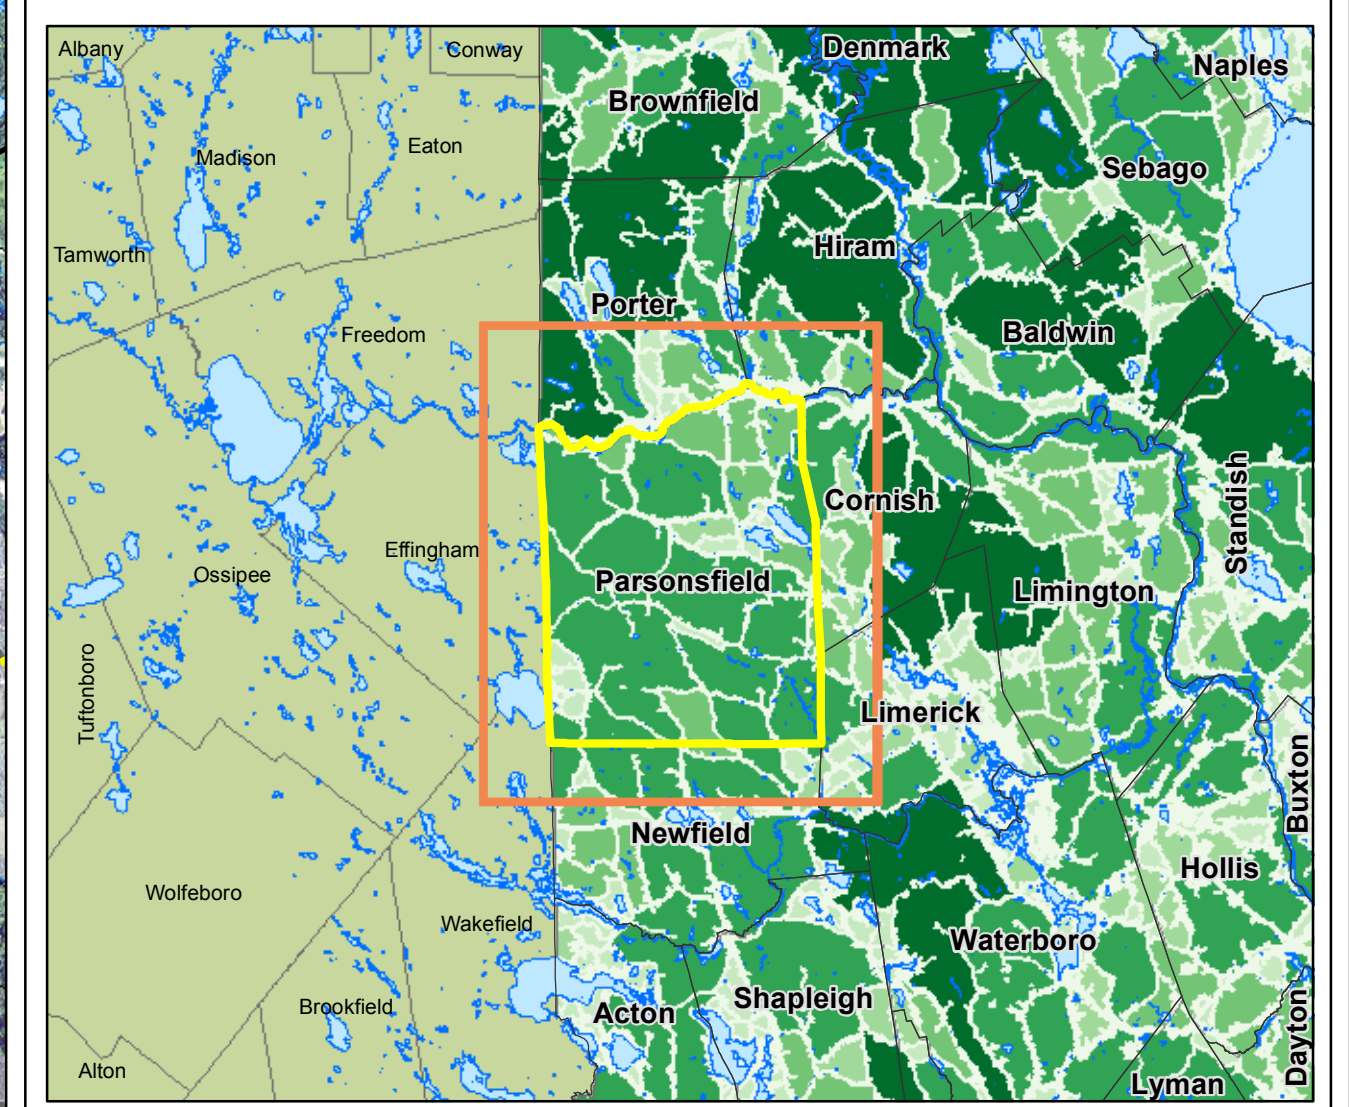 Albany
Conway
Denmark
Naples
Brownfield
Madison
Eaton
Sebago
Tamworth
Hiram
Porter
Freedom
Baldwin
Standish
Cornish
Effingham
Ossipee
Parsonsfield
Limington
Tuftonboro
Limerick
Buxton
Newfield
Hollis
Wolfeboro
Wakefield
Waterboro
Brookfield
Acton
Shapleigh
Dayton
Alton
Lyman